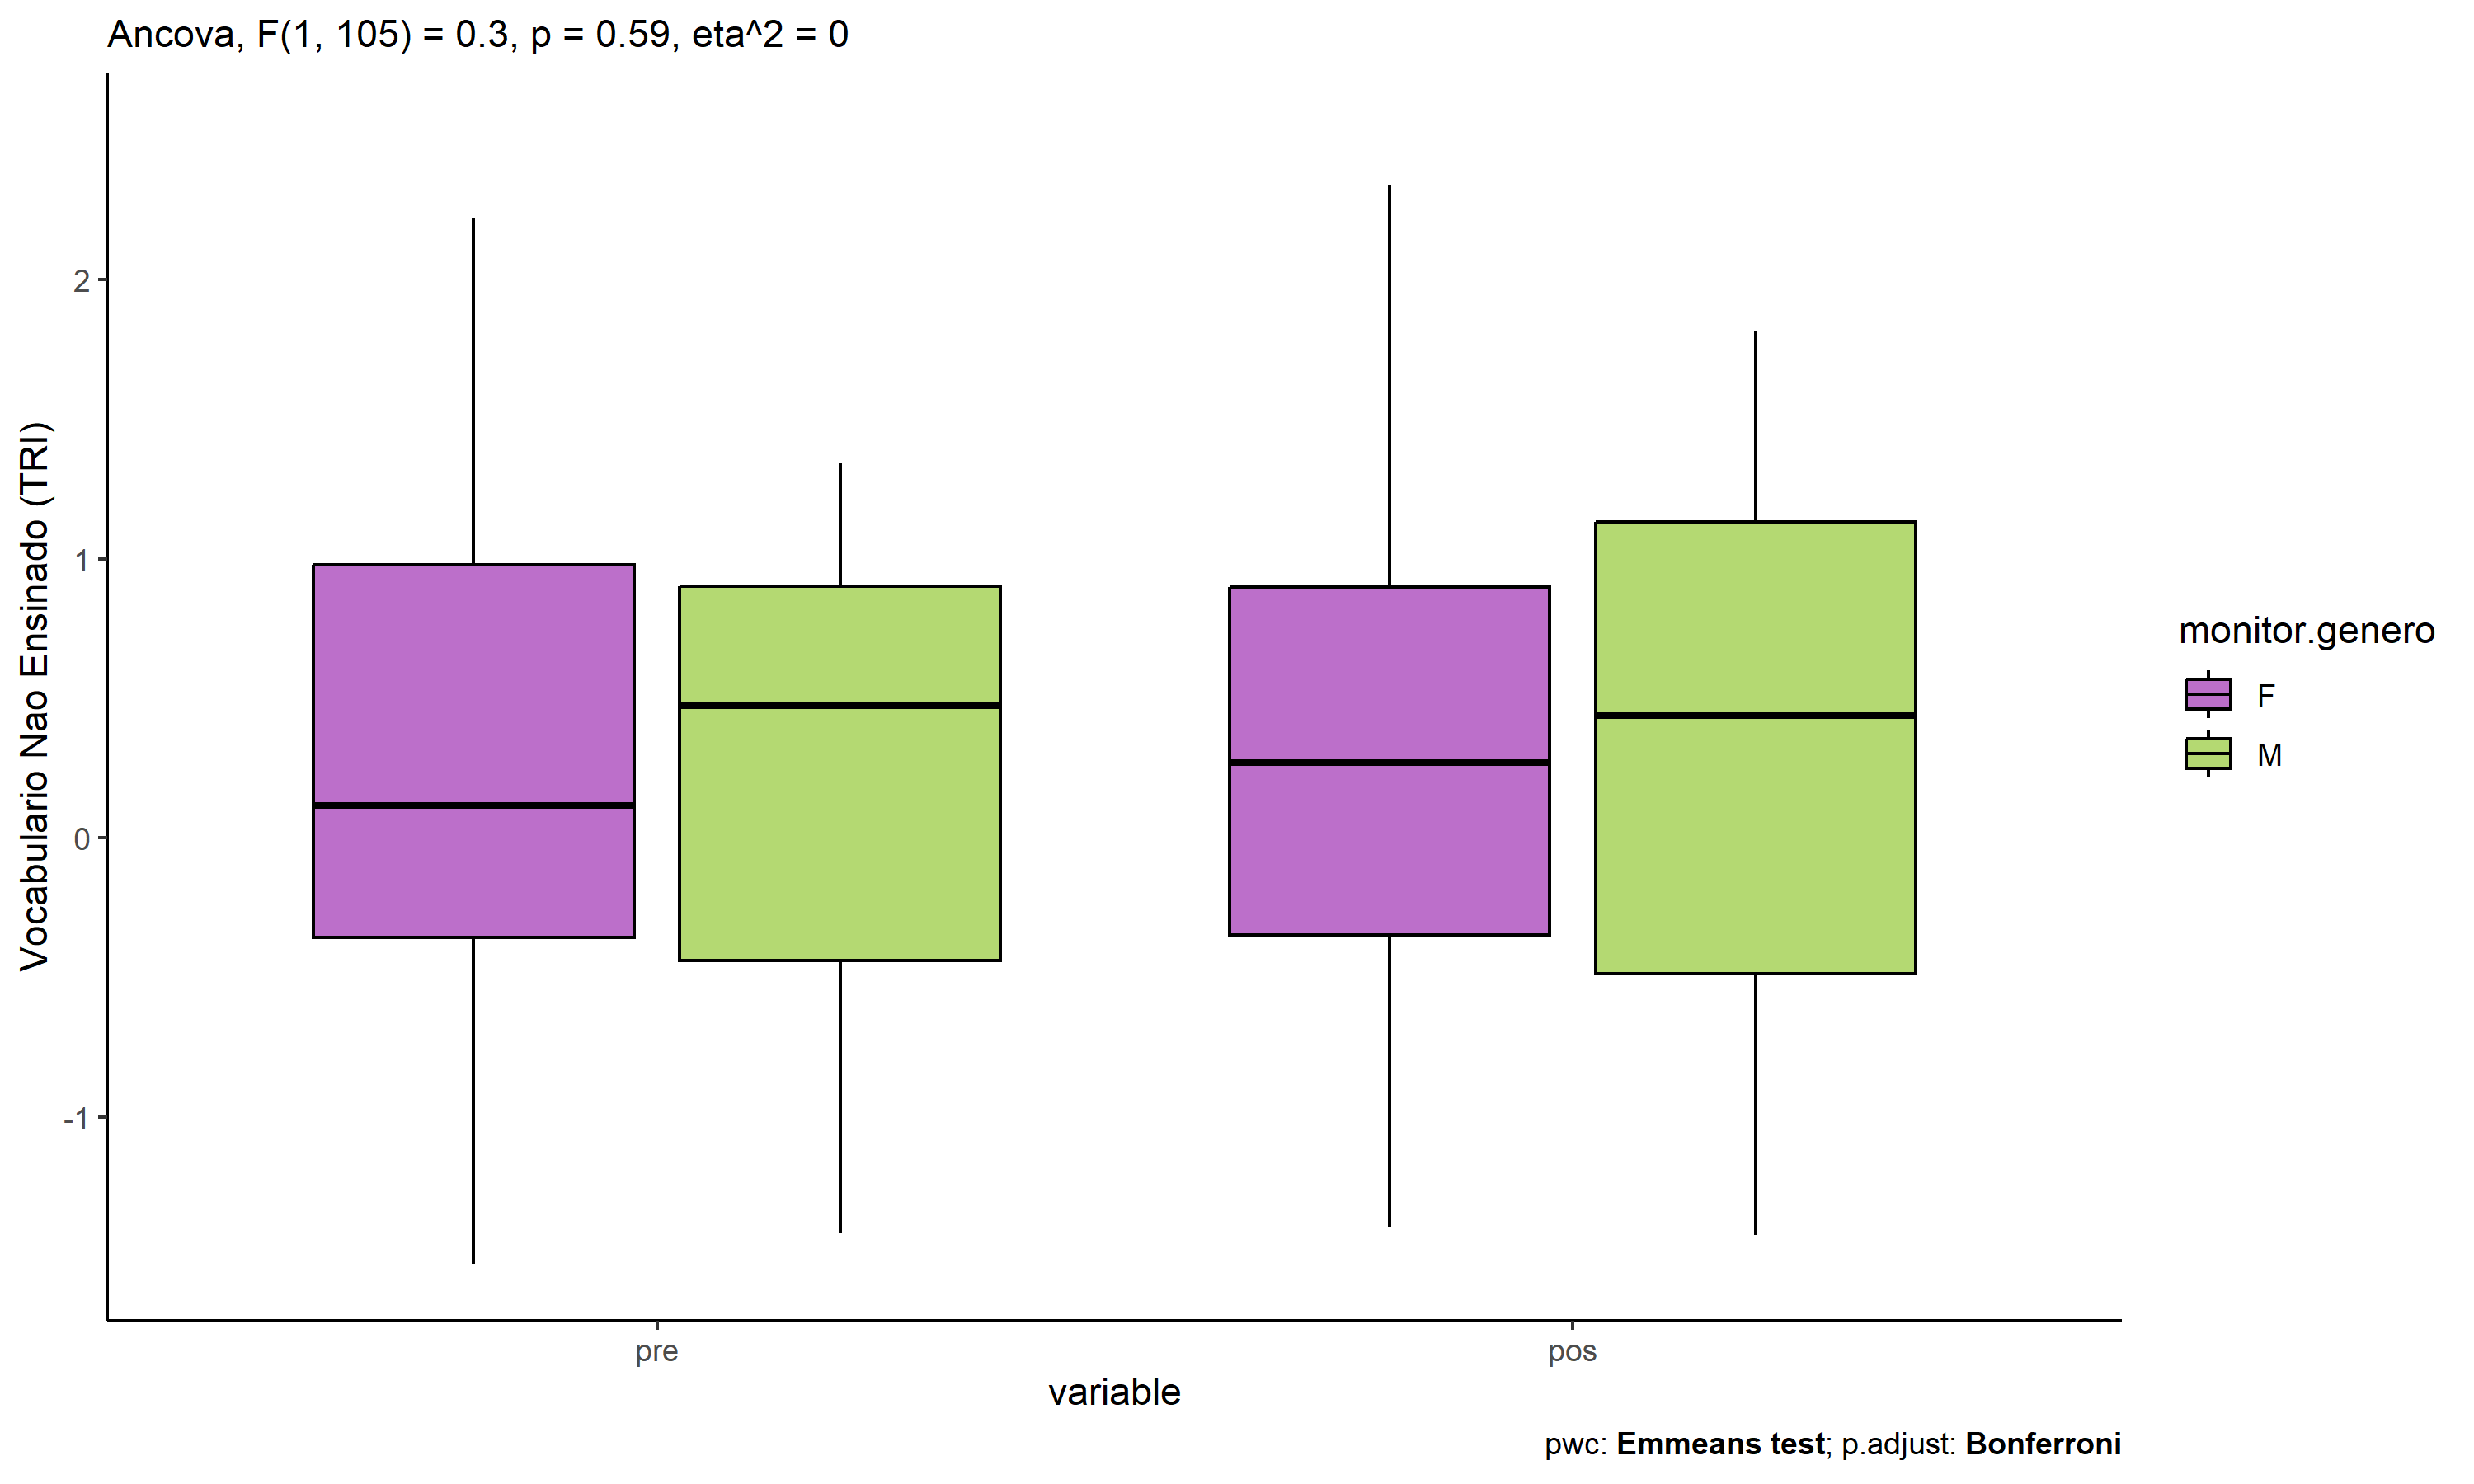 Ancova, F(1, 105) = 0.3, p = 0.59, eta^2 = 0
Vocabulario Nao Ensinado (TRI)
2
1
0
-1
pre
pos
variable
monitor.genero
F
M
pwc: Emmeans test; p.adjust: Bonferroni